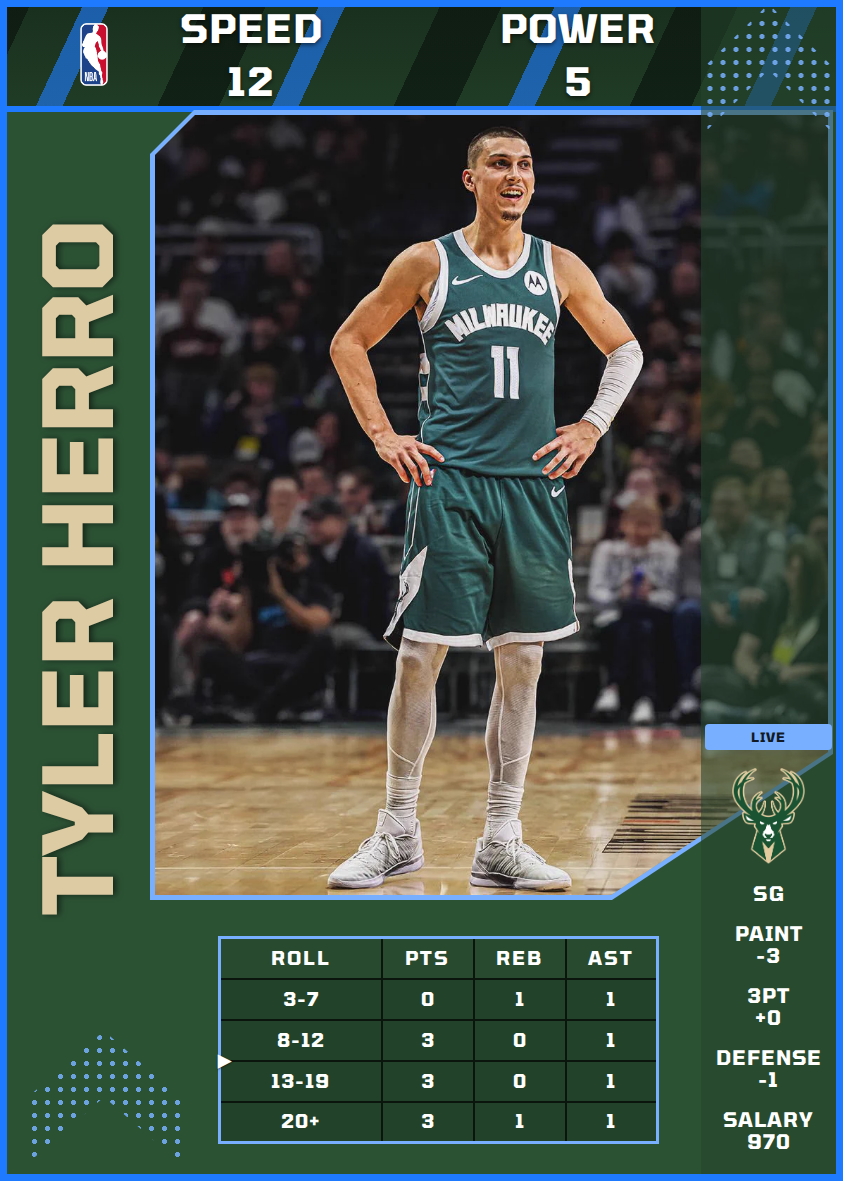 SPEED
12
POWER
5
NBA
TYLER HERRO
MILWAUKEE
11
LIVE
SG
PAINT
-3
3PT
+0
DEFENSE
-1
SALARY
970
ROLL PTS REB AST
3-7 0 1 1
8-12 3 0 1
13-19 3 0 1
20+ 3 1 1